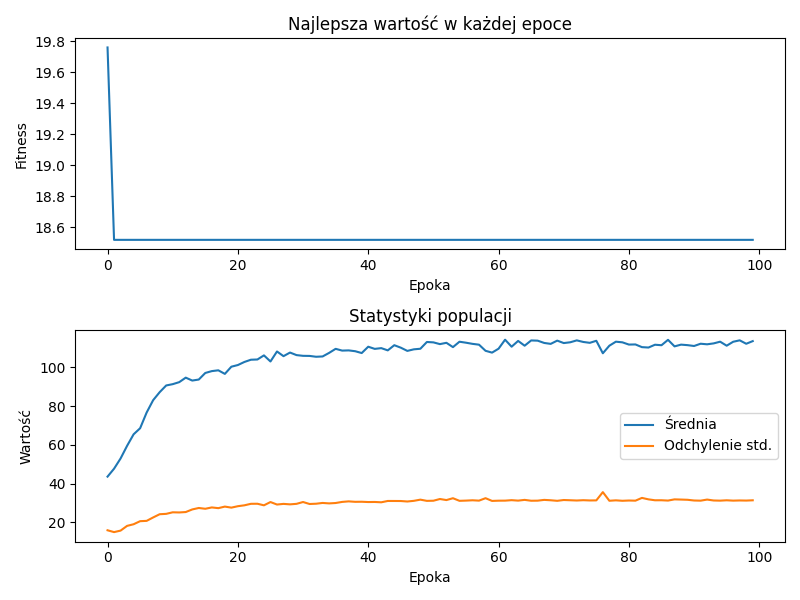 Najlepsza wartość w każdej epoce
19.8
19.6
19.4
19.2
19.0
18.8
18.6
Fitness
0 20 40 60 80 100
Epoka
Statystyki populacji
100
80
60
40
20
Wartość
Średnia
Odchylenie std.
0 20 40 60 80 100
Epoka